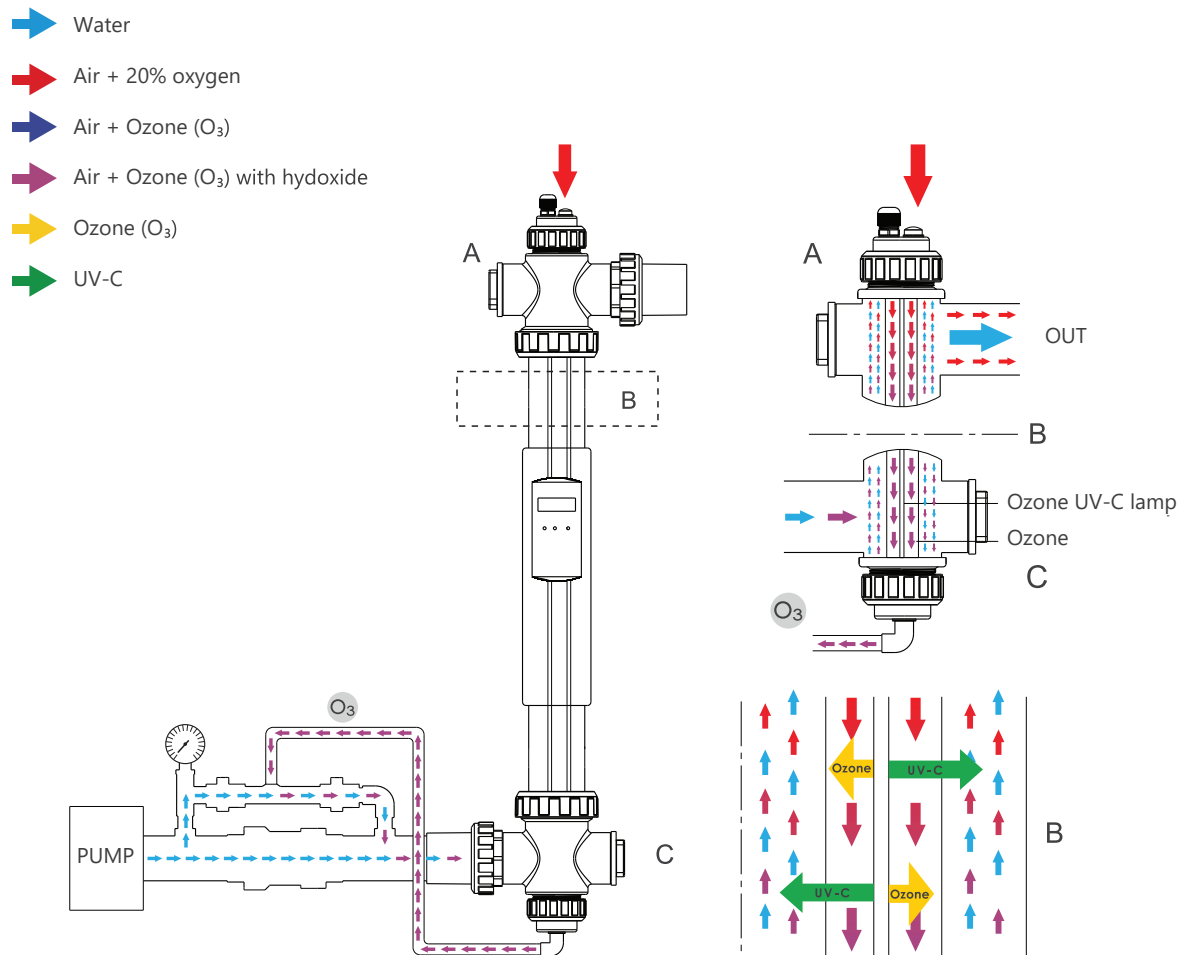 Water
Air + 20% oxygen
Air + Ozone (O₃)
Air + Ozone (O₃) with hydoxide
Ozone (O₃)
UV-C
A
B
O₃
PUMP
C
A
OUT
B
Ozone UV-C lamp
Ozone
C
O₃
Ozone
UV-C
B
UV-C
Ozone